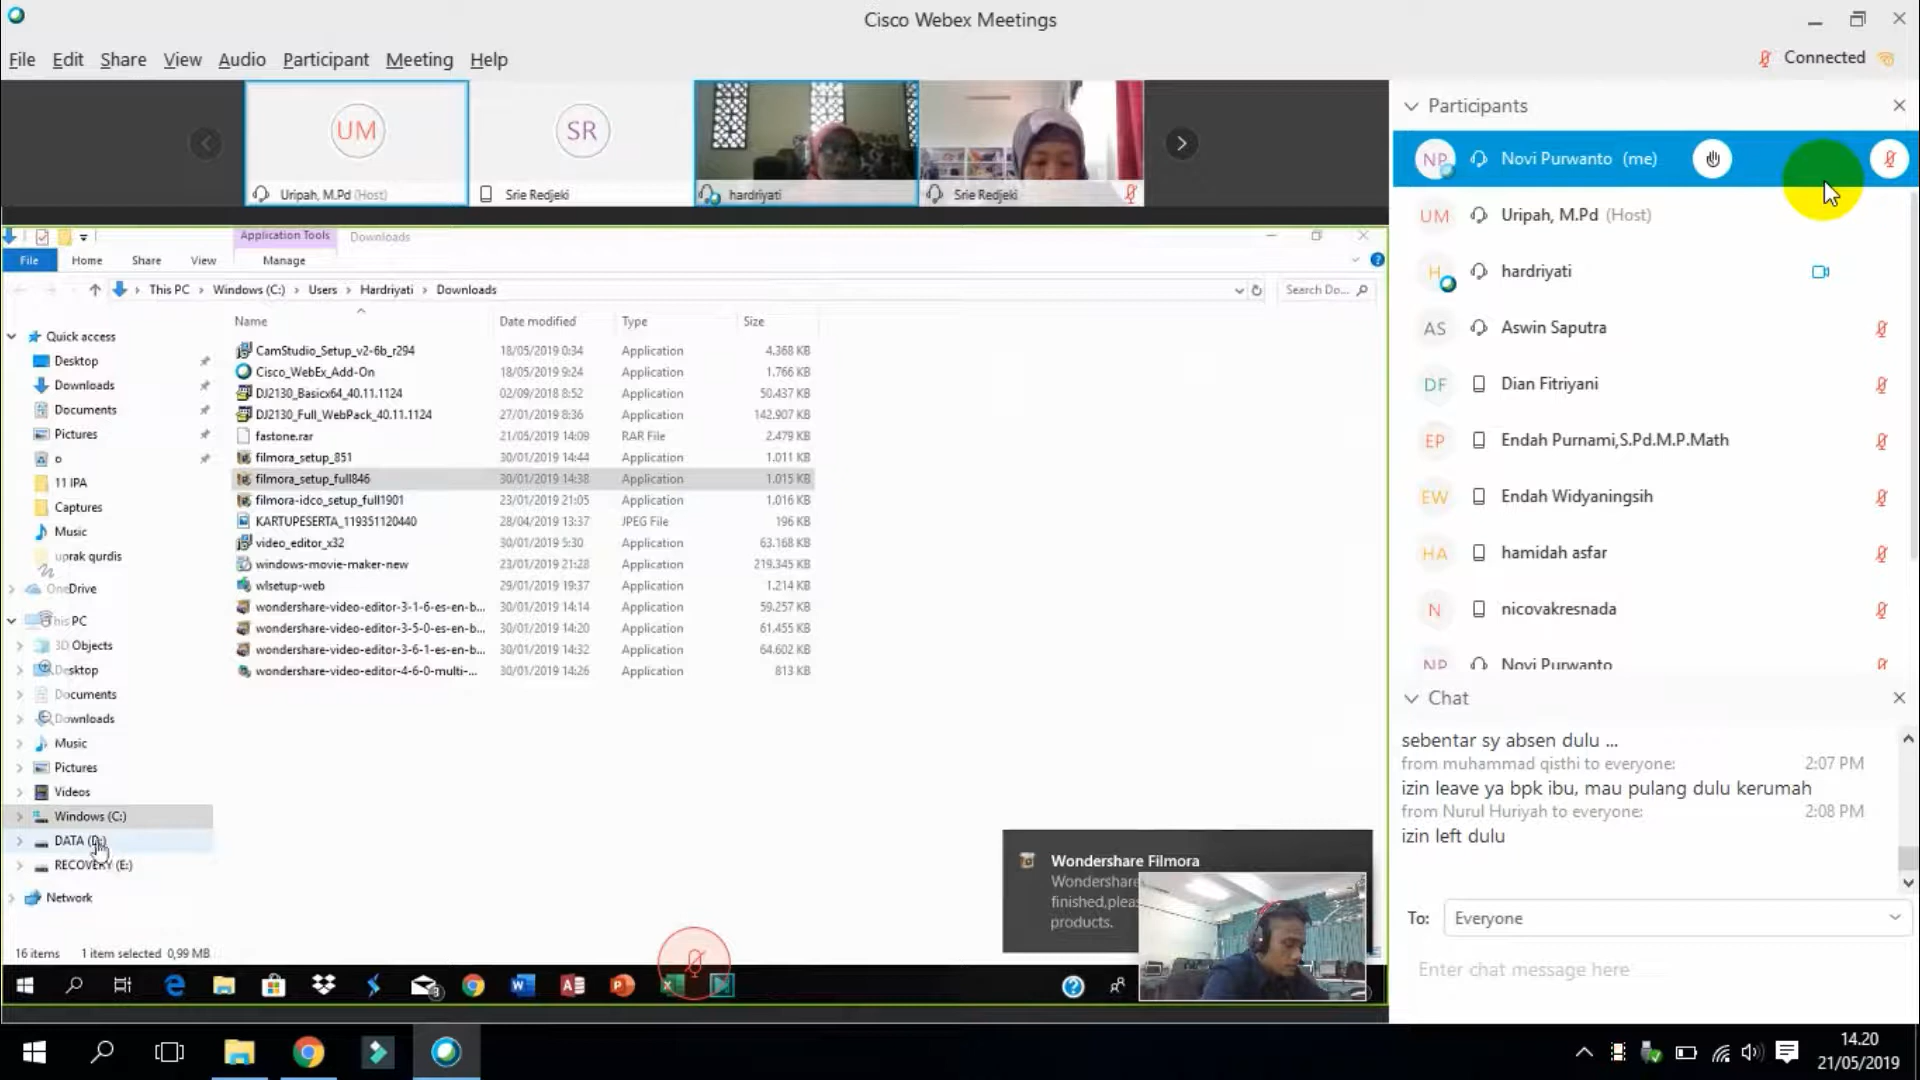 Cisco Webex Meetings
File Edit Share View Audio Participant Meeting Help
Connected
UM
Uripah, M.Pd (Host)
SR
Srie Redjeki
hardriyati
Srie Redjeki
Application Tools Downloads
File Home Share View Manage
This PC > Windows (C:) > Users > Hardriyati > Downloads
Search Do...
Name Date modified Type Size
CamStudio_Setup_v2-6b_r294 18/05/2019 0:34 Application 4.368 KB
Cisco_WebEx_Add-On 18/05/2019 9:24 Application 1.766 KB
DJ2130_Basicx64_40.11.1124 02/09/2018 8:52 Application 50.437 KB
DJ2130_Full_WebPack_40.11.1124 27/01/2019 8:36 Application 142.907 KB
fastone.rar 21/05/2019 14:09 RAR File 2.479 KB
filmora_setup_851 30/01/2019 14:44 Application 1.011 KB
filmora_setup_full846 30/01/2019 14:38 Application 1.015 KB
filmora-idco_setup_full1901 23/01/2019 21:05 Application 1.016 KB
KARTUPESERTA_119351120440 28/04/2019 13:37 JPEG File 196 KB
video_editor_x32 30/01/2019 5:30 Application 63.168 KB
windows-movie-maker-new 23/01/2019 21:28 Application 219.345 KB
wlsetup-web 29/01/2019 19:37 Application 1.214 KB
wondershare-video-editor-3-1-6-es-en-b... 30/01/2019 14:14 Application 59.257 KB
wondershare-video-editor-3-5-0-es-en-b... 30/01/2019 14:20 Application 61.455 KB
wondershare-video-editor-3-6-1-es-en-b... 30/01/2019 14:32 Application 64.602 KB
wondershare-video-editor-4-6-0-multi-... 30/01/2019 14:26 Application 813 KB
Quick access
Desktop
Downloads
Documents
Pictures
o
11 IPA
Captures
Music
uprak qurdis
OneDrive
This PC
3D Objects
Desktop
Documents
Downloads
Music
Pictures
Videos
Windows (C:)
DATA (D:)
RECOVERY (E:)
Network
16 items 1 item selected 0,99 MB
Wondershare Filmora
Wondershare
finished,
products.
Participants
NP Novi Purwanto (me)
UM Uripah, M.Pd (Host)
H hardriyati
AS Aswin Saputra
DF Dian Fitriyani
EP Endah Purnami,S.Pd.M.P.Math
EW Endah Widyaningsih
HA hamidah asfar
N nicovakresnada
NP Novi Purwanto
Chat
sebentar sy absen dulu ...
from muhammad qisthi to everyone: 2:07 PM
izin leave ya bpk ibu, mau pulang dulu kerumah
from Nurul Huriyah to everyone: 2:08 PM
izin left dulu
To: Everyone
Enter chat message here
14.20
21/05/2019